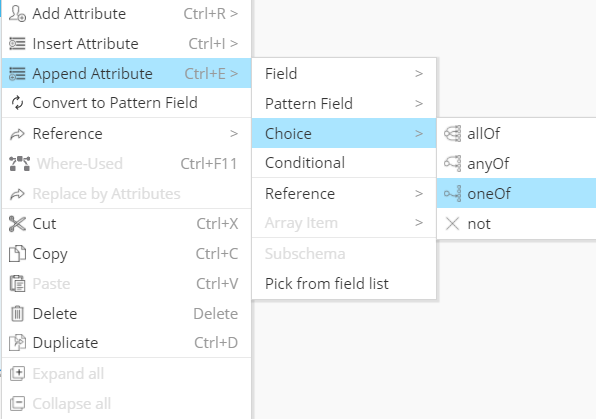 Add Attribute Ctrl+R >
Insert Attribute Ctrl+I >
Append Attribute Ctrl+E >
Convert to Pattern Field
Reference >
Where-Used Ctrl+F11
Replace by Attributes
Cut Ctrl+X
Copy Ctrl+C
Paste Ctrl+V
Delete Delete
Duplicate Ctrl+D
Expand all
Collapse all
Field >
Pattern Field >
Choice >
Conditional
Reference >
Array Item >
Subschema
Pick from field list
allOf
anyOf
oneOf
not